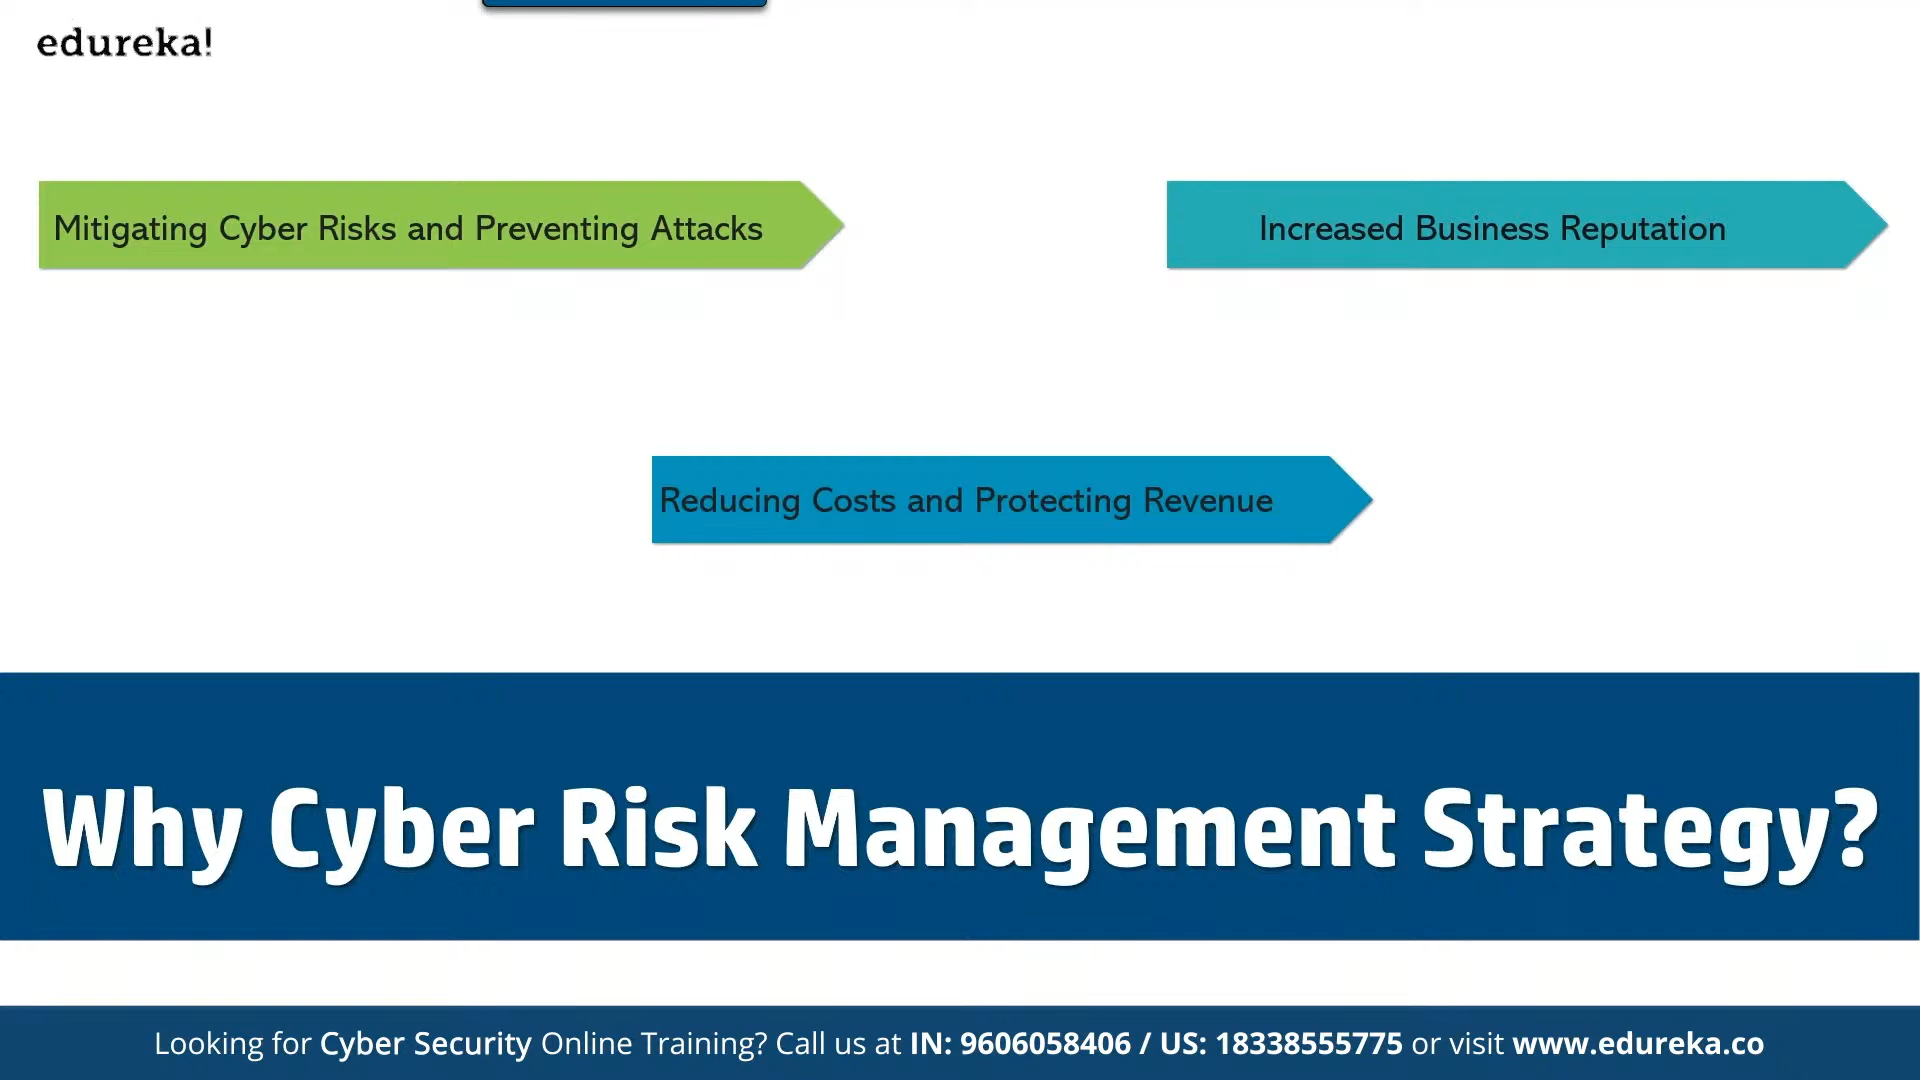 edureka!
Mitigating Cyber Risks and Preventing Attacks
Increased Business Reputation
Reducing Costs and Protecting Revenue
Why Cyber Risk Management Strategy?
Looking for Cyber Security Online Training? Call us at IN: 9606058406 / US: 18338555775 or visit www.edureka.co